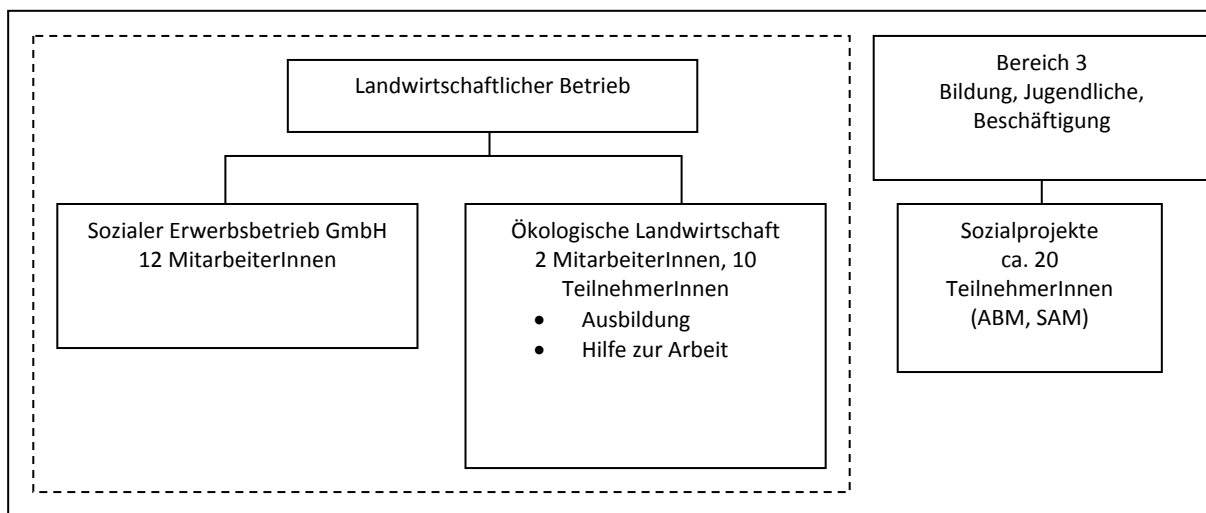 Landwirtschaftlicher Betrieb
Sozialer Erwerbsbetrieb GmbH
12 MitarbeiterInnen
Ökologische Landwirtschaft
2 MitarbeiterInnen, 10
TeilnehmerInnen
• Ausbildung
• Hilfe zur Arbeit
Bereich 3
Bildung, Jugendliche,
Beschäftigung
Sozialprojekte
ca. 20
TeilnehmerInnen
(ABM, SAM)